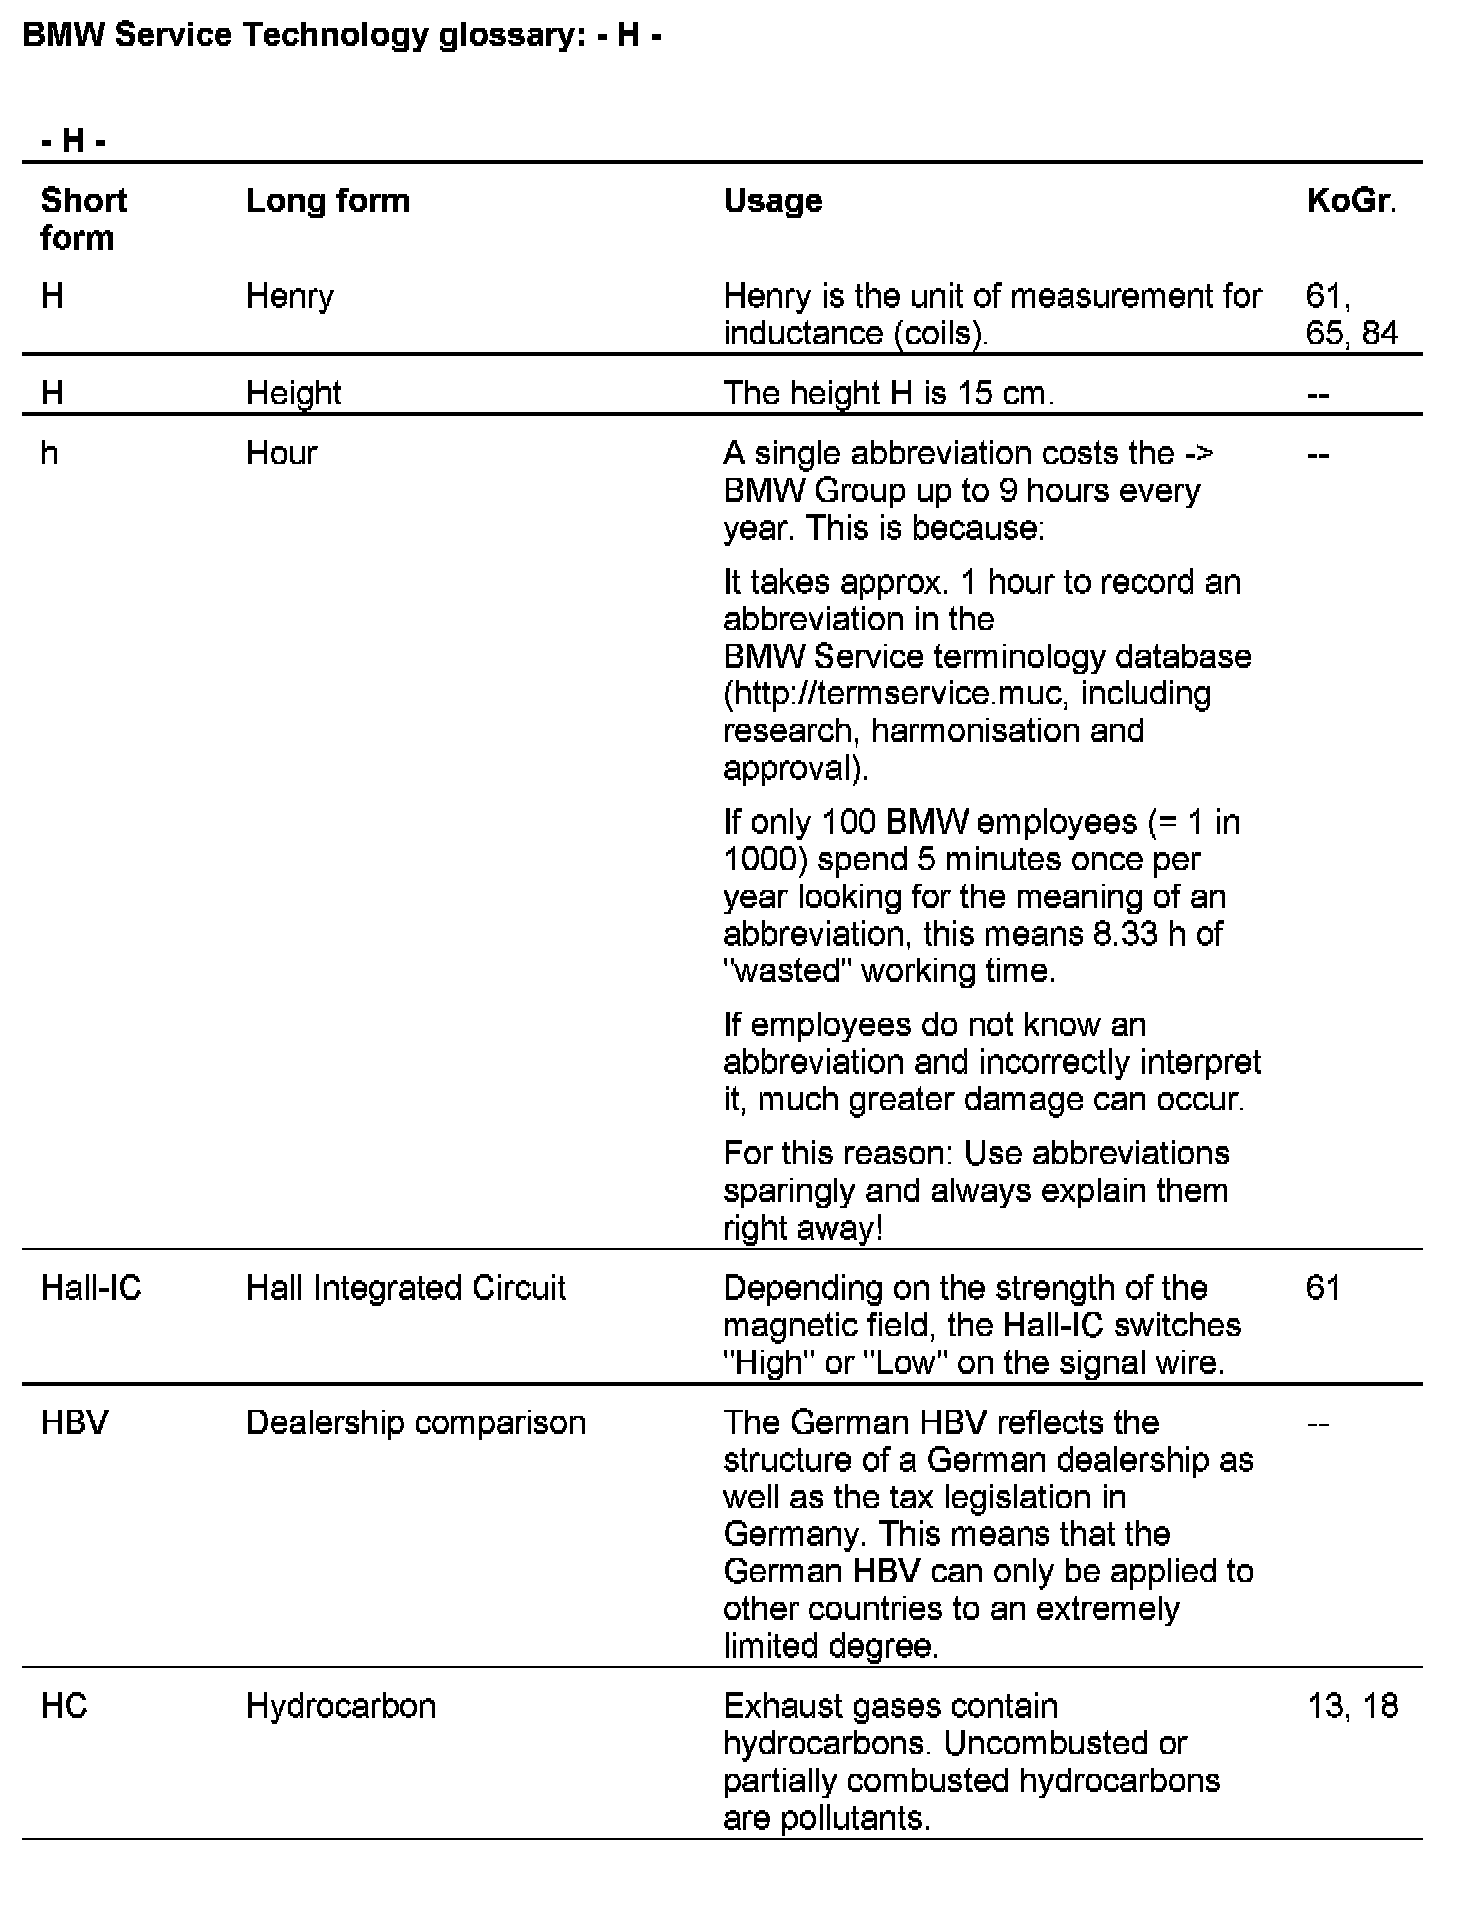 BMW Service Technology glossary: - H -
- H -
Short form Long form Usage KoGr.
H Henry Henry is the unit of measurement for 61,
inductance (coils). 65, 84
H Height The height H is 15 cm. --
h Hour A single abbreviation costs the -> --
BMW Group up to 9 hours every
year. This is because:
It takes approx. 1 hour to record an
abbreviation in the
BMW Service terminology database
(http://termservice.muc, including
research, harmonisation and
approval).
If only 100 BMW employees (= 1 in
1000) spend 5 minutes once per
year looking for the meaning of an
abbreviation, this means 8.33 h of
"wasted" working time.
If employees do not know an
abbreviation and incorrectly interpret
it, much greater damage can occur.
For this reason: Use abbreviations
sparingly and always explain them
right away!
Hall-IC Hall Integrated Circuit Depending on the strength of the 61
magnetic field, the Hall-IC switches
"High" or "Low" on the signal wire.
HBV Dealership comparison The German HBV reflects the --
structure of a German dealership as
well as the tax legislation in
Germany. This means that the
German HBV can only be applied to
other countries to an extremely
limited degree.
HC Hydrocarbon Exhaust gases contain 13, 18
hydrocarbons. Uncombusted or
partially combusted hydrocarbons
are pollutants.